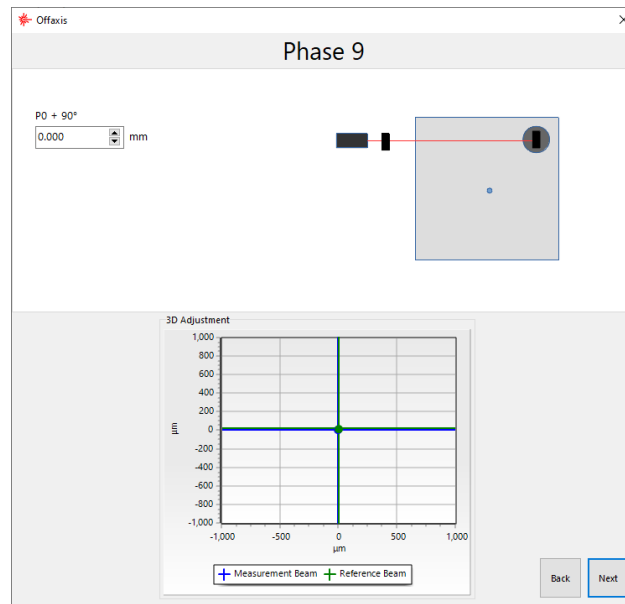 Offaxis
Phase 9
P0 + 90°
0.000 mm
3D Adjustment
1,000
800
600
400
200
0
-200
-400
-600
-800
-1,000
µm
-1,000 -500 0 500 1,000
µm
Measurement Beam Reference Beam
Back Next